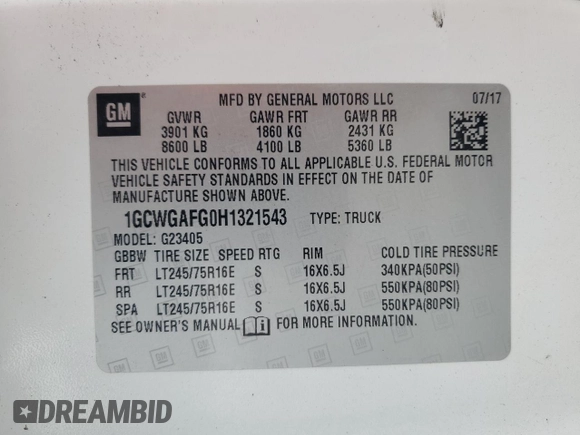 GM ®
MFD BY GENERAL MOTORS LLC 07/17
GVWR GAWR FRT GAWR RR
3901 KG 1860 KG 2431 KG
8600 LB 4100 LB 5360 LB
THIS VEHICLE CONFORMS TO ALL APPLICABLE U.S. FEDERAL MOTOR
VEHICLE SAFETY STANDARDS IN EFFECT ON THE DATE OF
MANUFACTURE SHOWN ABOVE.
1GCWGAFG0H1321543 TYPE: TRUCK
MODEL: G23405
GBBW TIRE SIZE SPEED RTG RIM COLD TIRE PRESSURE
FRT LT245/75R16E S 16X6.5J 340KPA(50PSI)
RR LT245/75R16E S 16X6.5J 550KPA(80PSI)
SPA LT245/75R16E S 16X6.5J 550KPA(80PSI)
SEE OWNER'S MANUAL FOR MORE INFORMATION.
DREAMBID